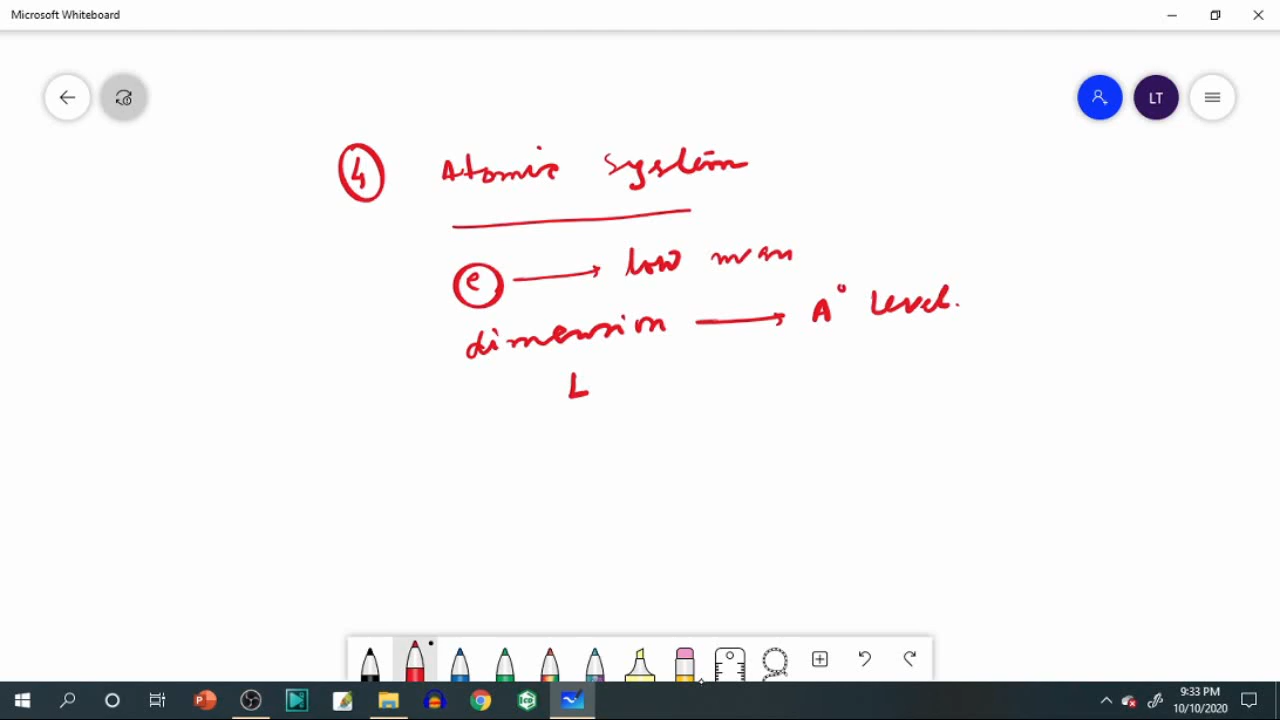 Microsoft Whiteboard
LT
4 Atomic system
e → low mass
dimension → A° level.
L
9:33 PM
10/10/2020